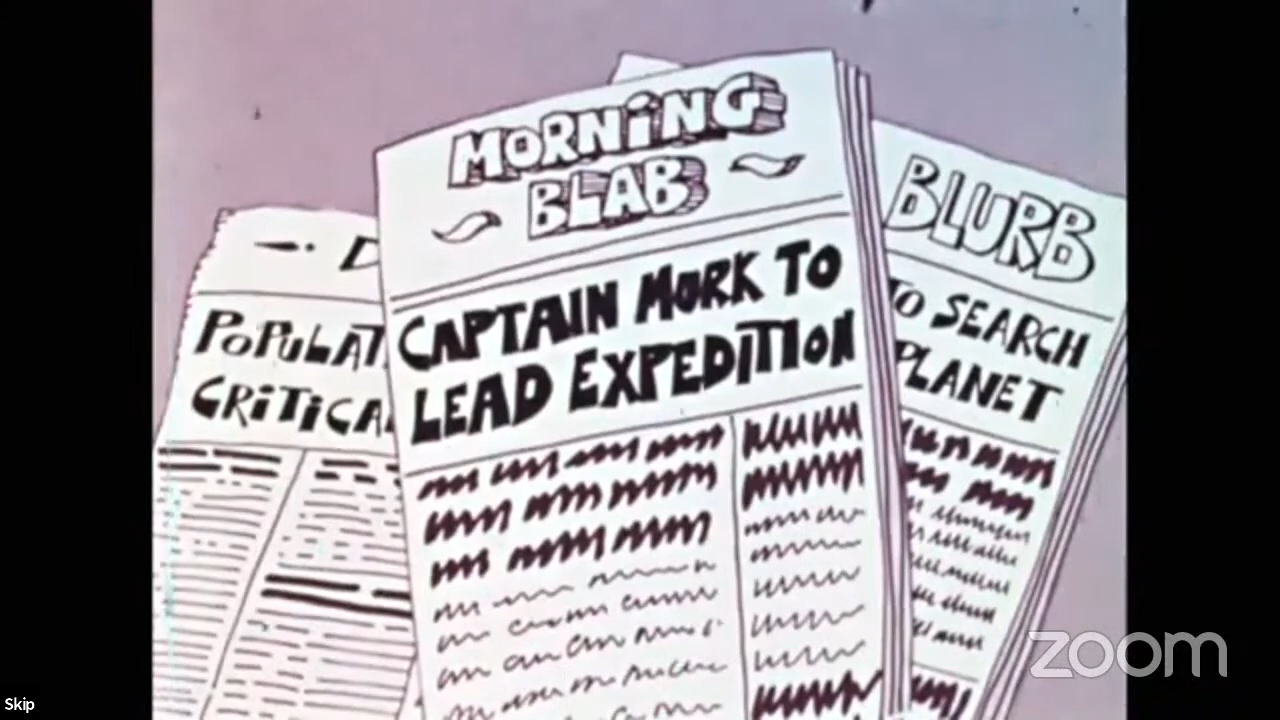 MORNiNG
BLAB
CAPTAIN MORK TO
LEAD EXPEDITION
BLURB
TO SEARCH
PLANET
POPULAT
CRiTiCA
D
zoom
Skip